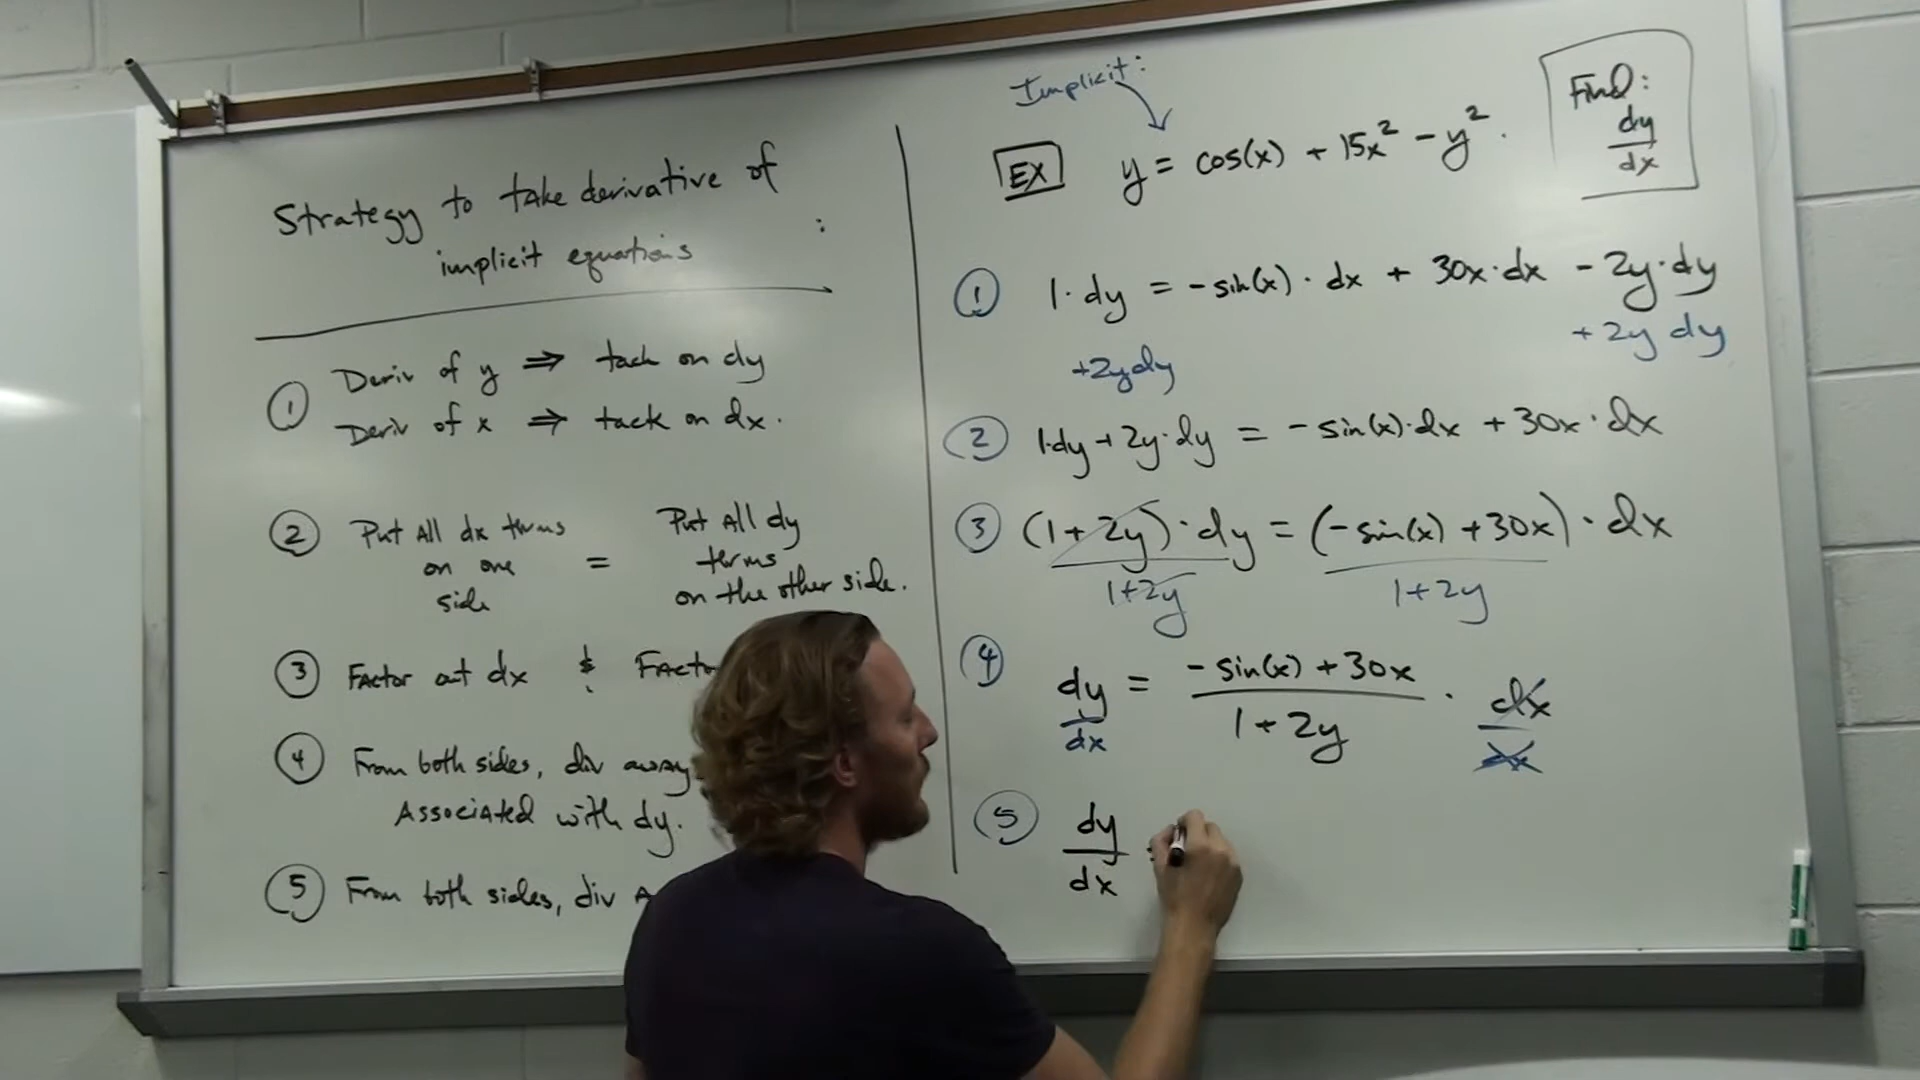 Strategy to take derivative of
implicit equations :
① Deriv of y ⇒ tack on dy
Deriv of x ⇒ tack on dx.
② Put All dx terms on one side = Put All dy terms on the other side.
③ Factor out dx &
④ From both sides, div away
Associated with dy.
⑤ From both sides, div
Implicit:
EX y = cos(x) + 15x² - y².
Find: dy/dx
① 1·dy = -sin(x)·dx + 30x·dx - 2y·dy
+2ydy +2y dy
② 1·dy + 2y·dy = -sin(x)·dx + 30x·dx
③ (1+2y)·dy = (-sin(x) + 30x)·dx
1+2y 1+2y
④ dy/dx = (-sin(x) + 30x)/(1+2y) · dx/dx
⑤ dy/dx